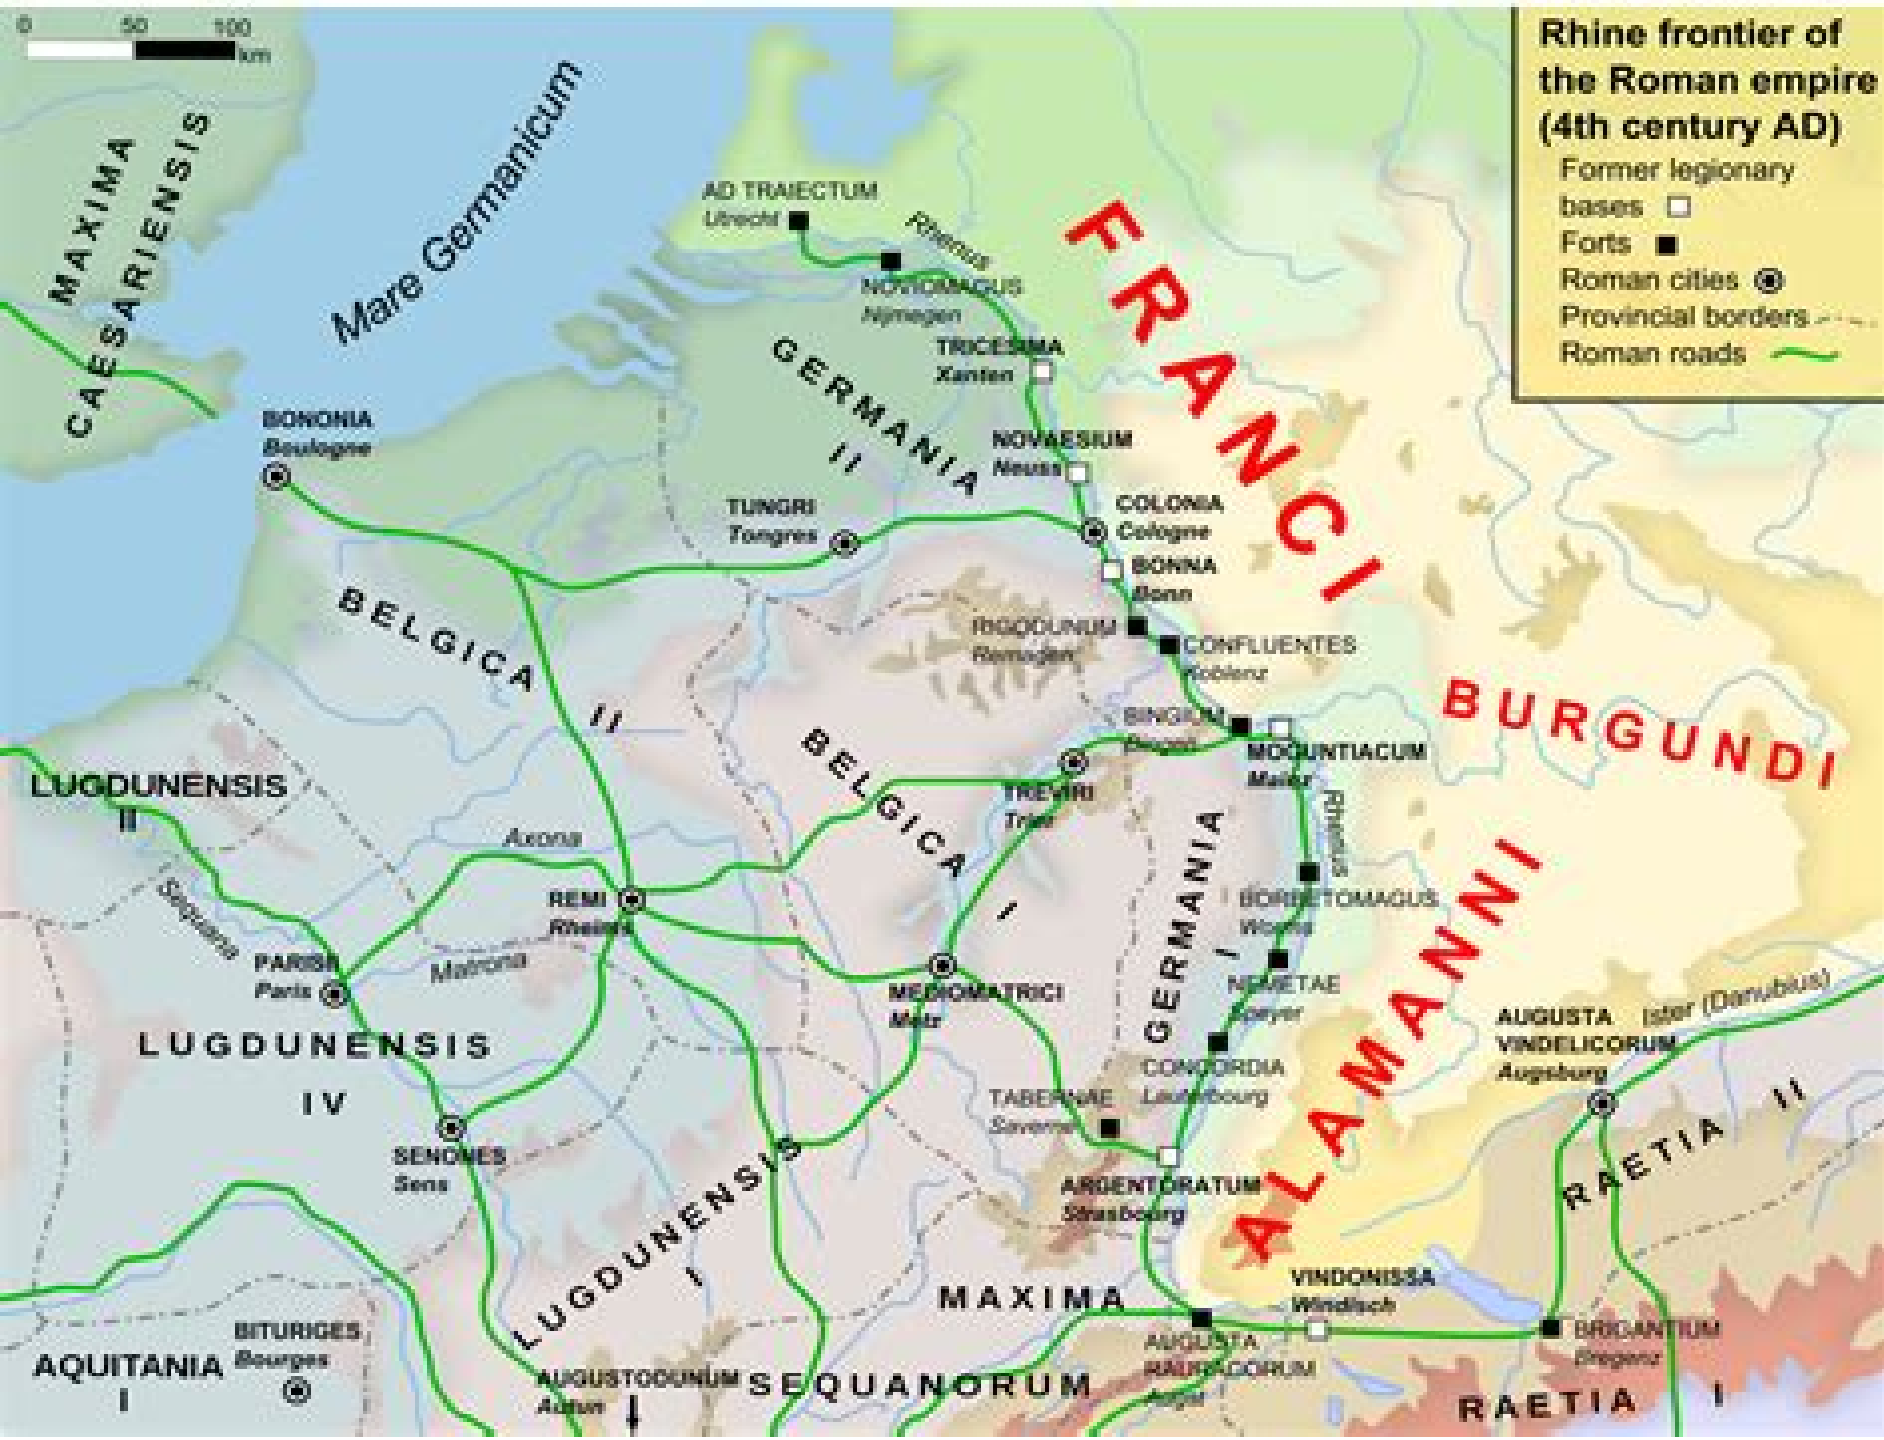 0 50 100
km
Rhine frontier of
the Roman empire
(4th century AD)
Former legionary
bases
Forts
Roman cities
Provincial borders
Roman roads
MAXIMA
CAESARIENSIS
Mare Germanicum
AD TRAIECTUM
Utrecht
Rhenus
NOVIOMAGUS
Nijmegen
FRANCI
GERMANIA
II
TRICESIMA
Xanten
BONONIA
Boulogne
NOVAESIUM
Neuss
TUNGRI
Tongres
COLONIA
Cologne
BONNA
Bonn
BELGICA
II
RIGODUNUM
Remagen
CONFLUENTES
Koblenz
BURGUNDI
BINGIUM
Bingen
MOGUNTIACUM
Mainz
BELGICA
I
TREVIRI
Trier
LUGDUNENSIS
II
Axona
Rhenus
GERMANIA
I
Sequana
REMI
Rheims
BORBETOMAGUS
Worms
ALAMANNI
PARISII
Paris
Matrona
MEDIOMATRICI
Metz
NEMETAE
Speyer
AUGUSTA
VINDELICORUM
Augsburg
Ister (Danubius)
LUGDUNENSIS
IV
CONCORDIA
Lauterbourg
TABERNAE
Saverne
RAETIA II
SENONES
Sens
ARGENTORATUM
Strasbourg
LUGDUNENSIS
I
MAXIMA
SEQUANORUM
VINDONISSA
Windisch
AUGUSTA
RAURACORUM
Augst
BRIGANTIUM
Bregenz
BITURIGES
Bourges
AQUITANIA
I
AUGUSTODUNUM
Autun
RAETIA I